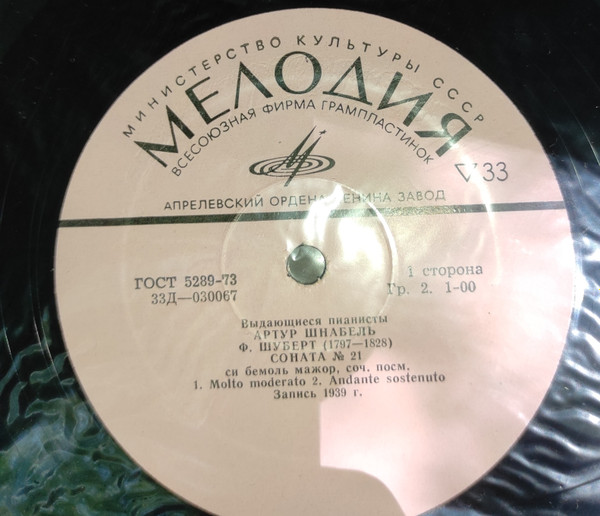 МИНИСТЕРСТВО КУЛЬТУРЫ СССР
МЕЛОДИЯ
ВСЕСОЮЗНАЯ ФИРМА ГРАМПЛАСТИНОК
33
АПРЕЛЕВСКИЙ ОРДЕНА ЛЕНИНА ЗАВОД
ГОСТ 5289-73
33Д—030067
1 сторона
Гр. 2. 1-00
Выдающиеся пианисты
АРТУР ШНАБЕЛЬ
Ф. ШУБЕРТ (1797—1828)
СОНАТА № 21
си бемоль мажор, соч. посм.
1. Molto moderato 2. Andante sostenuto
Запись 1939 г.